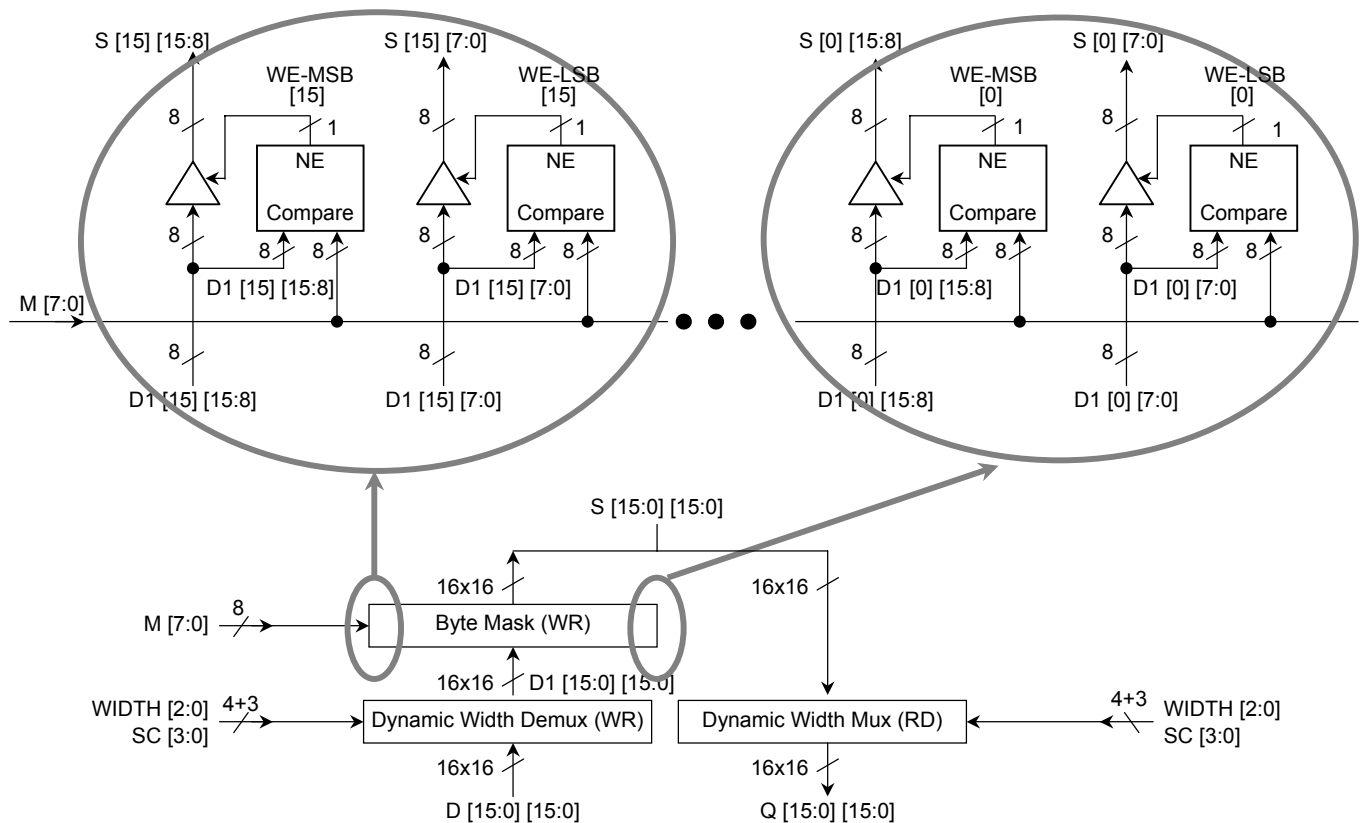 S [15] [15:8]
S [15] [7:0]
S [0] [15:8]
S [0] [7:0]
WE-MSB
[15]
WE-LSB
[15]
WE-MSB
[0]
WE-LSB
[0]
8
1
8
1
8
1
8
1
NE
NE
NE
NE
Compare
Compare
Compare
Compare
8
8
8
8
8
8
8
8
8
8
8
8
D1 [15] [15:8]
D1 [15] [7:0]
D1 [0] [15:8]
D1 [0] [7:0]
M [7:0]
8
8
8
8
D1 [15] [15:8]
D1 [15] [7:0]
D1 [0] [15:8]
D1 [0] [7:0]
S [15:0] [15:0]
16x16
16x16
M [7:0]
8
Byte Mask (WR)
16x16
D1 [15:0] [15:0]
WIDTH [2:0]
SC [3:0]
4+3
Dynamic Width Demux (WR)
Dynamic Width Mux (RD)
4+3
WIDTH [2:0]
SC [3:0]
16x16
16x16
D [15:0] [15:0]
Q [15:0] [15:0]